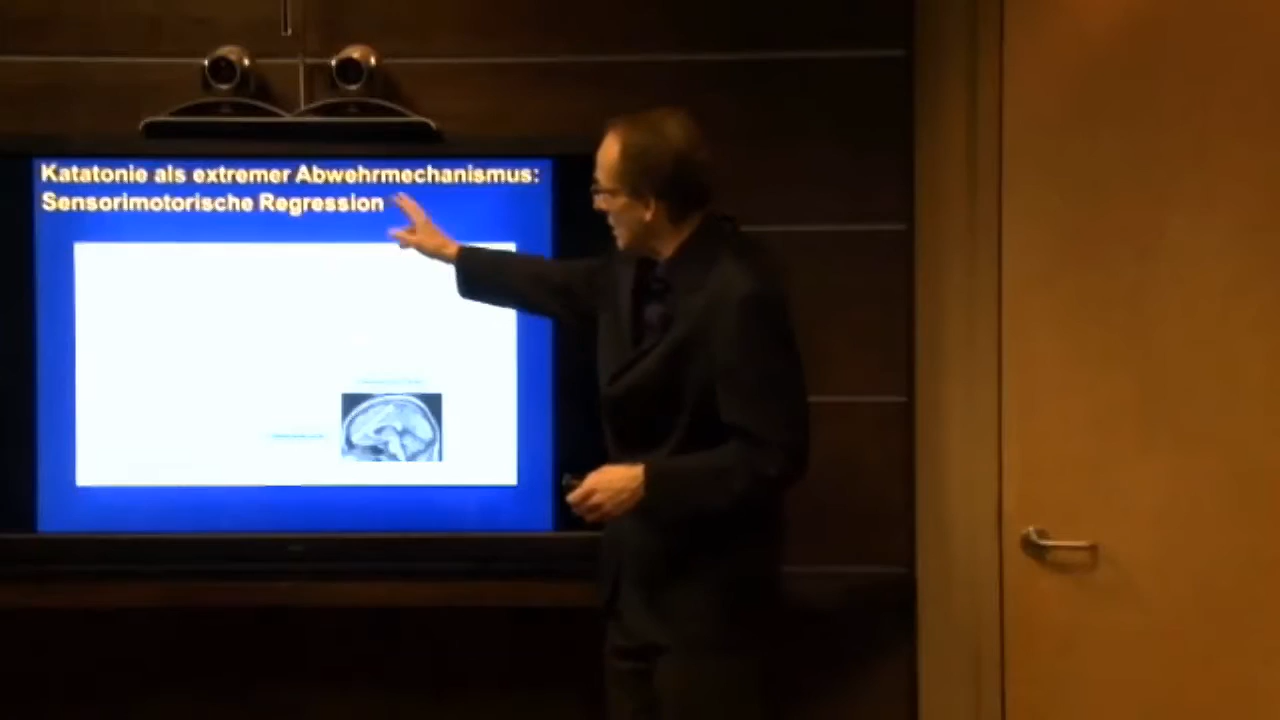 Katatonie als extremer Abwehrmechanismus:
Sensorimotorische Regression